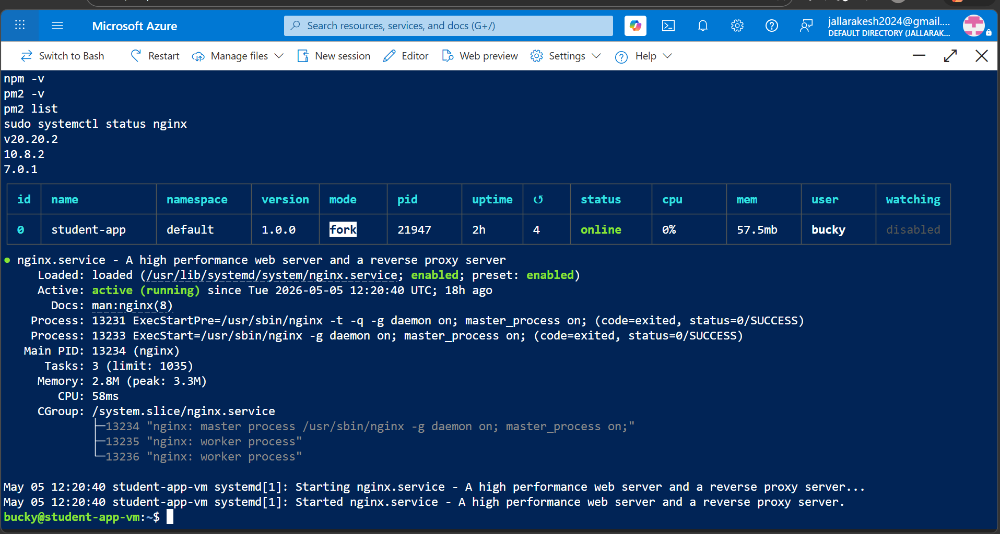 Microsoft Azure
Search resources, services, and docs (G+/)
jallarakesh2024@gmail....
DEFAULT DIRECTORY (JALLARAK...
Switch to Bash Restart Manage files New session Editor Web preview Settings Help
npm -v
pm2 -v
pm2 list
sudo systemctl status nginx
v20.20.2
10.8.2
7.0.1
id name namespace version mode pid uptime ↺ status cpu mem user watching
0 student-app default 1.0.0 fork 21947 2h 4 online 0% 57.5mb bucky disabled
● nginx.service - A high performance web server and a reverse proxy server
Loaded: loaded (/usr/lib/systemd/system/nginx.service; enabled; preset: enabled)
Active: active (running) since Tue 2026-05-05 12:20:40 UTC; 18h ago
Docs: man:nginx(8)
Process: 13231 ExecStartPre=/usr/sbin/nginx -t -q -g daemon on; master_process on; (code=exited, status=0/SUCCESS)
Process: 13233 ExecStart=/usr/sbin/nginx -g daemon on; master_process on; (code=exited, status=0/SUCCESS)
Main PID: 13234 (nginx)
Tasks: 3 (limit: 1035)
Memory: 2.8M (peak: 3.3M)
CPU: 58ms
CGroup: /system.slice/nginx.service
├─13234 "nginx: master process /usr/sbin/nginx -g daemon on; master_process on;"
├─13235 "nginx: worker process"
└─13236 "nginx: worker process"
May 05 12:20:40 student-app-vm systemd[1]: Starting nginx.service - A high performance web server and a reverse proxy server...
May 05 12:20:40 student-app-vm systemd[1]: Started nginx.service - A high performance web server and a reverse proxy server.
bucky@student-app-vm:~$